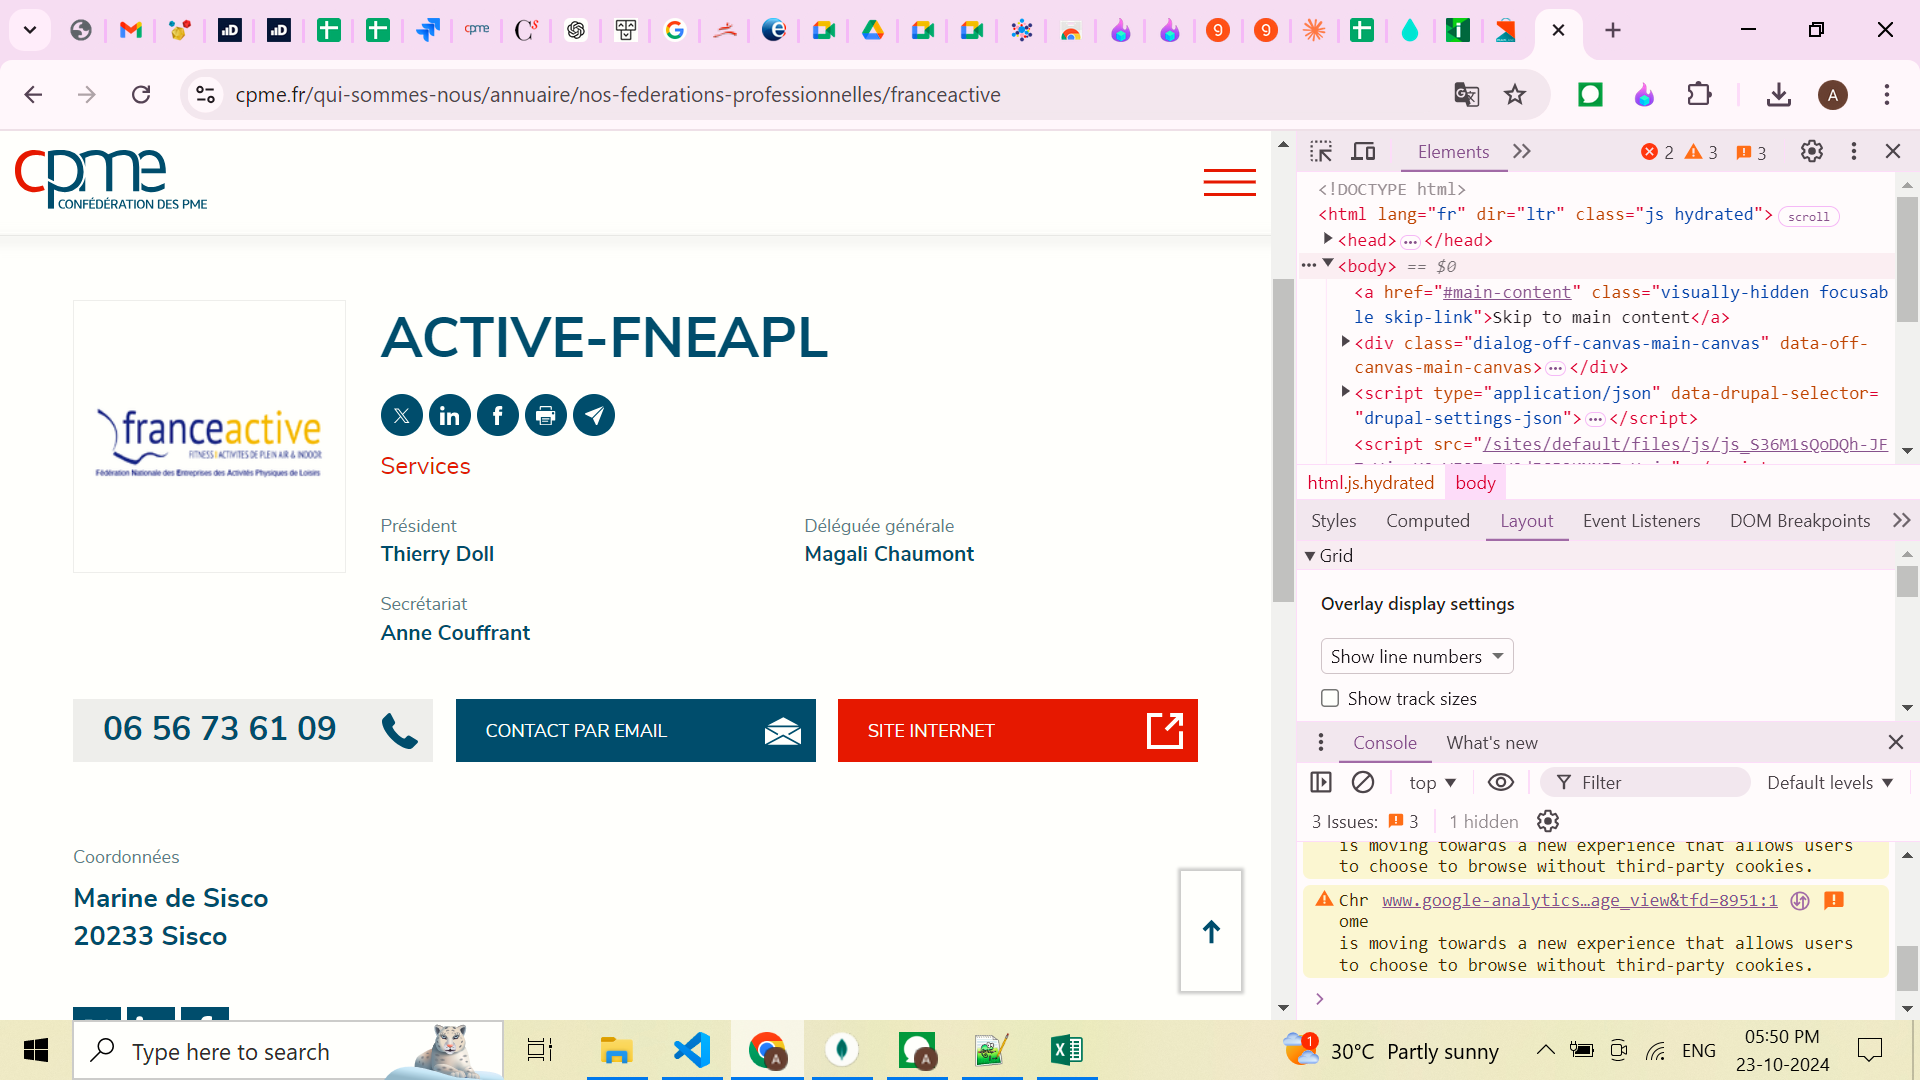 cpme.fr/qui-sommes-nous/annuaire/nos-federations-professionnelles/franceactive
A
cpme
CONFÉDÉRATION DES PME
franceactive
FITNESS | ACTIVITES DE PLEIN AIR & INDOOR
Fédération Nationale des Entreprises des Activités Physiques de Loisirs
ACTIVE-FNEAPL
Services
Président
Thierry Doll
Déléguée générale
Magali Chaumont
Secrétariat
Anne Couffrant
06 56 73 61 09
CONTACT PAR EMAIL
SITE INTERNET
Coordonnées
Marine de Sisco
20233 Sisco
Elements
2 3 3
<!DOCTYPE html>
<html lang="fr" dir="ltr" class="js hydrated"> scroll
<head> … </head>
… <body> == $0
<a href="#main-content" class="visually-hidden focusab
le skip-link">Skip to main content</a>
<div class="dialog-off-canvas-main-canvas" data-off-
canvas-main-canvas> … </div>
<script type="application/json" data-drupal-selector=
"drupal-settings-json"> … </script>
<script src="/sites/default/files/js/js_S36M1sQoDQh-JF
html.js.hydrated body
Styles Computed Layout Event Listeners DOM Breakpoints
Grid
Overlay display settings
Show line numbers
Show track sizes
Console What's new
top Filter Default levels
3 Issues: 3 1 hidden
is moving towards a new experience that allows users
to choose to browse without third-party cookies.
Chr www.google-analytics…age_view&tfd=8951:1
ome
is moving towards a new experience that allows users
to choose to browse without third-party cookies.
Type here to search
1 30°C Partly sunny
ENG
05:50 PM
23-10-2024